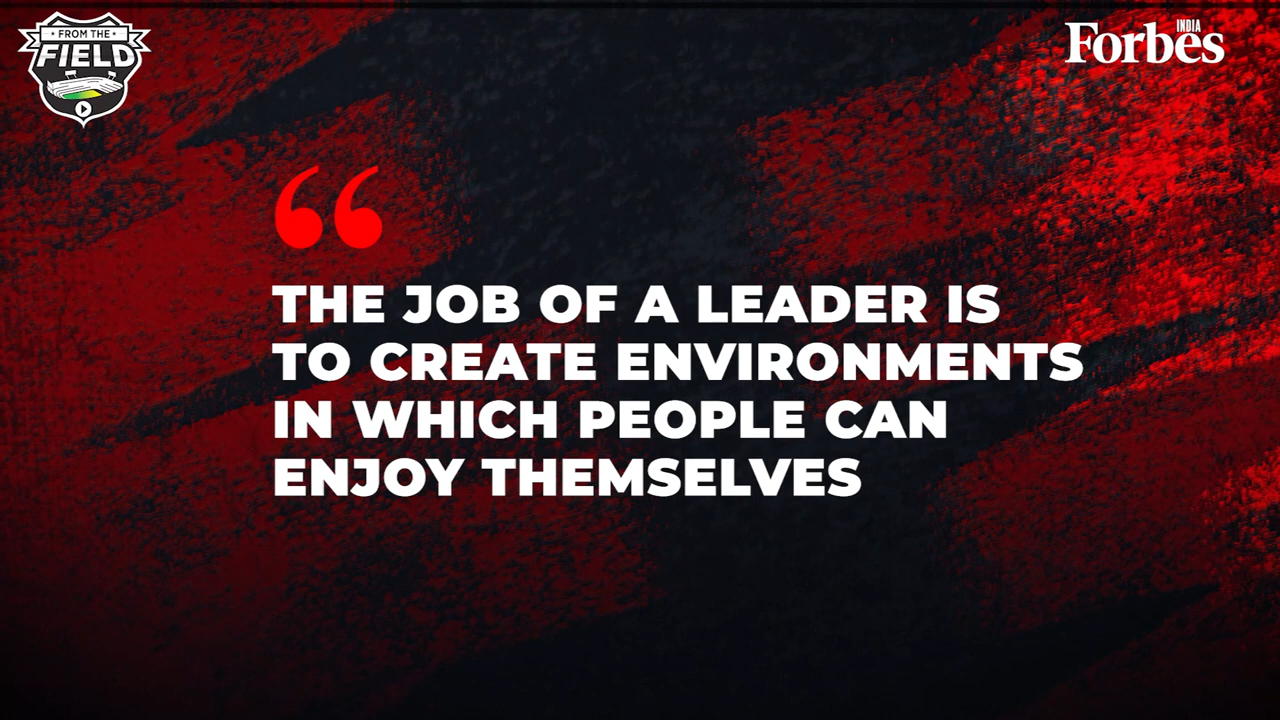 FROM THE
FIELD
Forbes
INDIA
“
THE JOB OF A LEADER IS
TO CREATE ENVIRONMENTS
IN WHICH PEOPLE CAN
ENJOY THEMSELVES